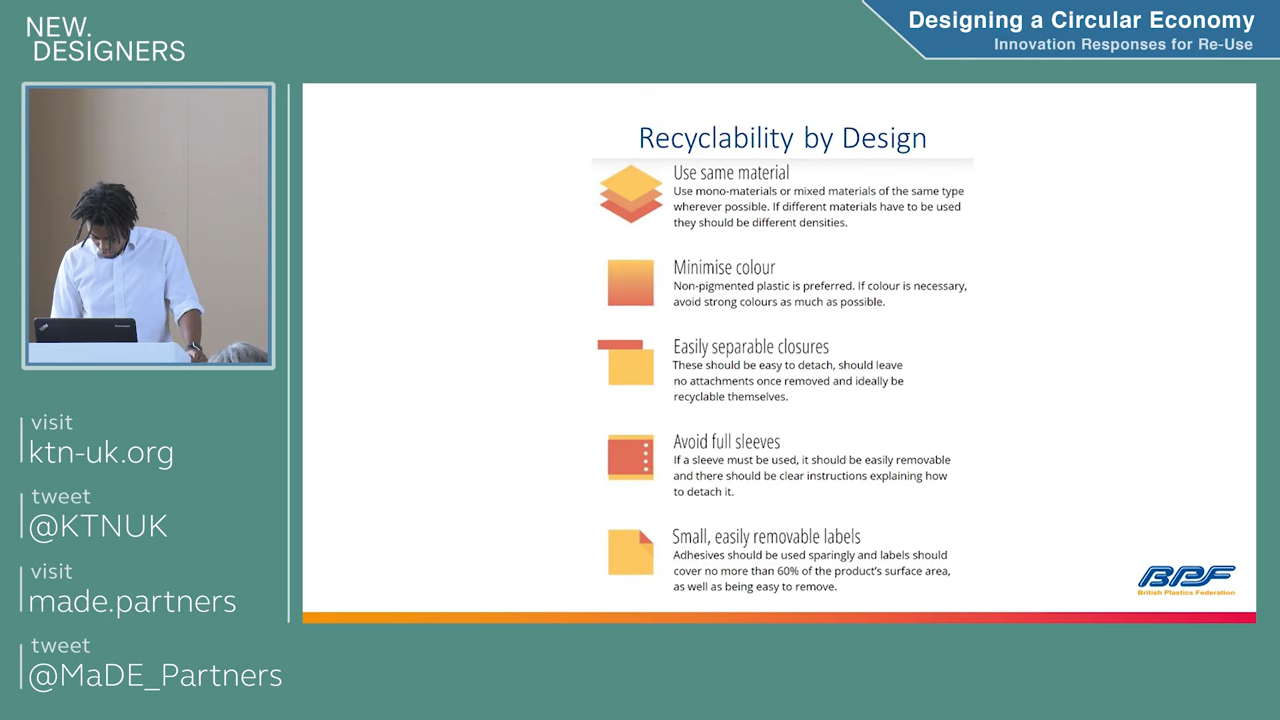 NEW.
DESIGNERS
Designing a Circular Economy
Innovation Responses for Re-Use
Recyclability by Design
Use same material
Use mono-materials or mixed materials of the same type
wherever possible. If different materials have to be used
they should be different densities.
Minimise colour
Non-pigmented plastic is preferred. If colour is necessary,
avoid strong colours as much as possible.
Easily separable closures
These should be easy to detach, should leave
no attachments once removed and ideally be
recyclable themselves.
Avoid full sleeves
If a sleeve must be used, it should be easily removable
and there should be clear instructions explaining how
to detach it.
Small, easily removable labels
Adhesives should be used sparingly and labels should
cover no more than 60% of the product's surface area,
as well as being easy to remove.
BPF
British Plastics Federation
visit
ktn-uk.org
tweet
@KTNUK
visit
made.partners
tweet
@MaDE_Partners